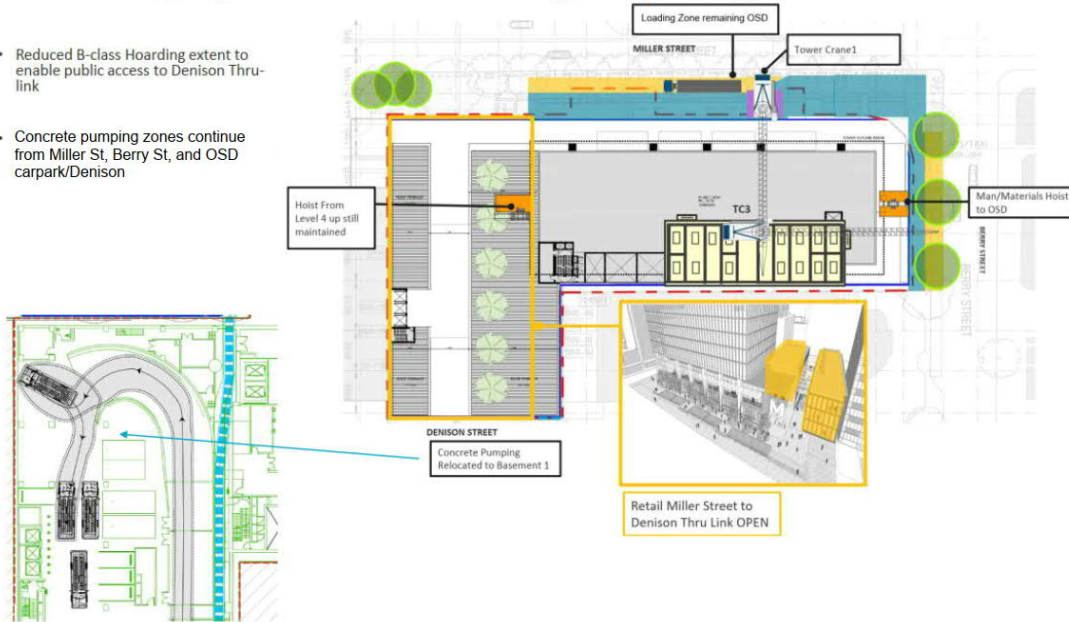 Reduced B-class Hoarding extent to
enable public access to Denison Thru-
link
Concrete pumping zones continue
from Miller St, Berry St, and OSD
carpark/Denison
Loading Zone remaining OSD
MILLER STREET
Tower Crane1
Hoist From
Level 4 up still
maintained
TC3
Man/Materials Hoist
to OSD
BERRY STREET
BERRY STREET
DENISON STREET
Concrete Pumping
Relocated to Basement 1
Retail Miller Street to
Denison Thru Link OPEN